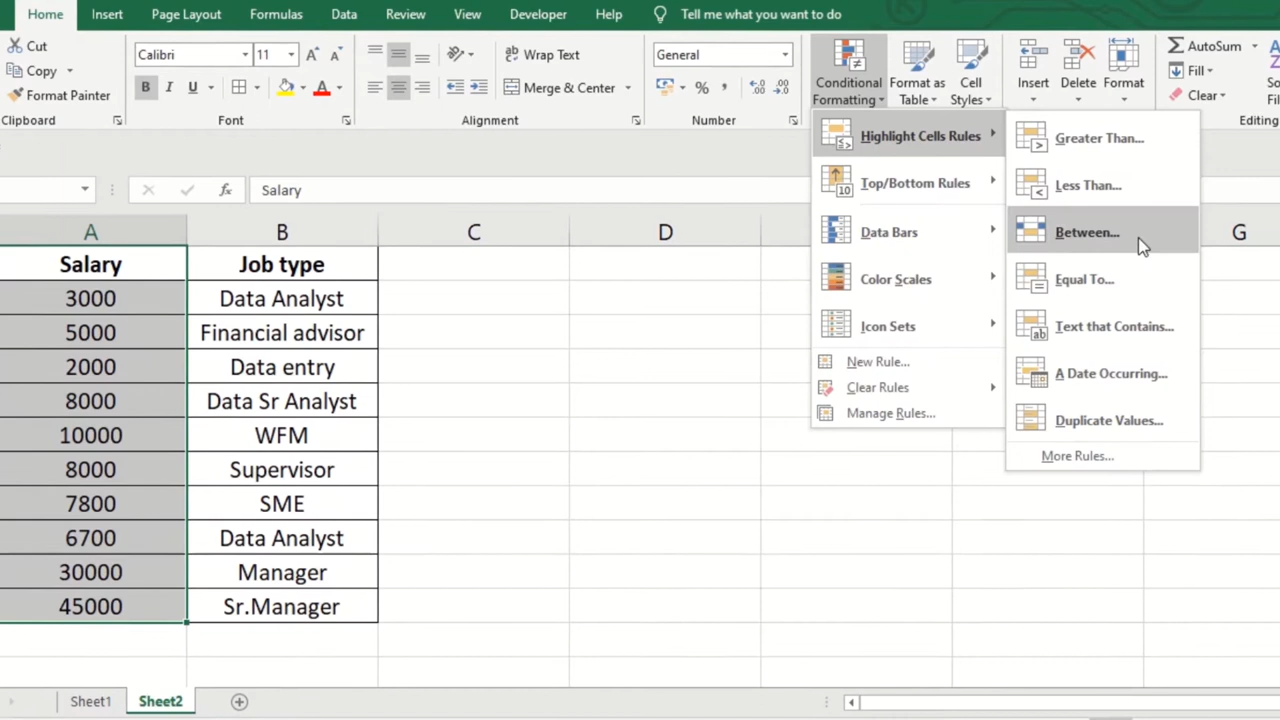 Home Insert Page Layout Formulas Data Review View Developer Help Tell me what you want to do
Cut
Copy
Format Painter
Clipboard
Calibri 11
B I U
Font
Wrap Text
Merge & Center
Alignment
General
% ,
Number
Conditional Formatting
Format as Table
Cell Styles
Insert
Delete
Format
AutoSum
Fill
Clear
Editing
Highlight Cells Rules
Top/Bottom Rules
Data Bars
Color Scales
Icon Sets
New Rule...
Clear Rules
Manage Rules...
Greater Than...
Less Than...
Between...
Equal To...
Text that Contains...
A Date Occurring...
Duplicate Values...
More Rules...
fx Salary
A B C D G
Salary Job type
3000 Data Analyst
5000 Financial advisor
2000 Data entry
8000 Data Sr Analyst
10000 WFM
8000 Supervisor
7800 SME
6700 Data Analyst
30000 Manager
45000 Sr.Manager
Sheet1 Sheet2